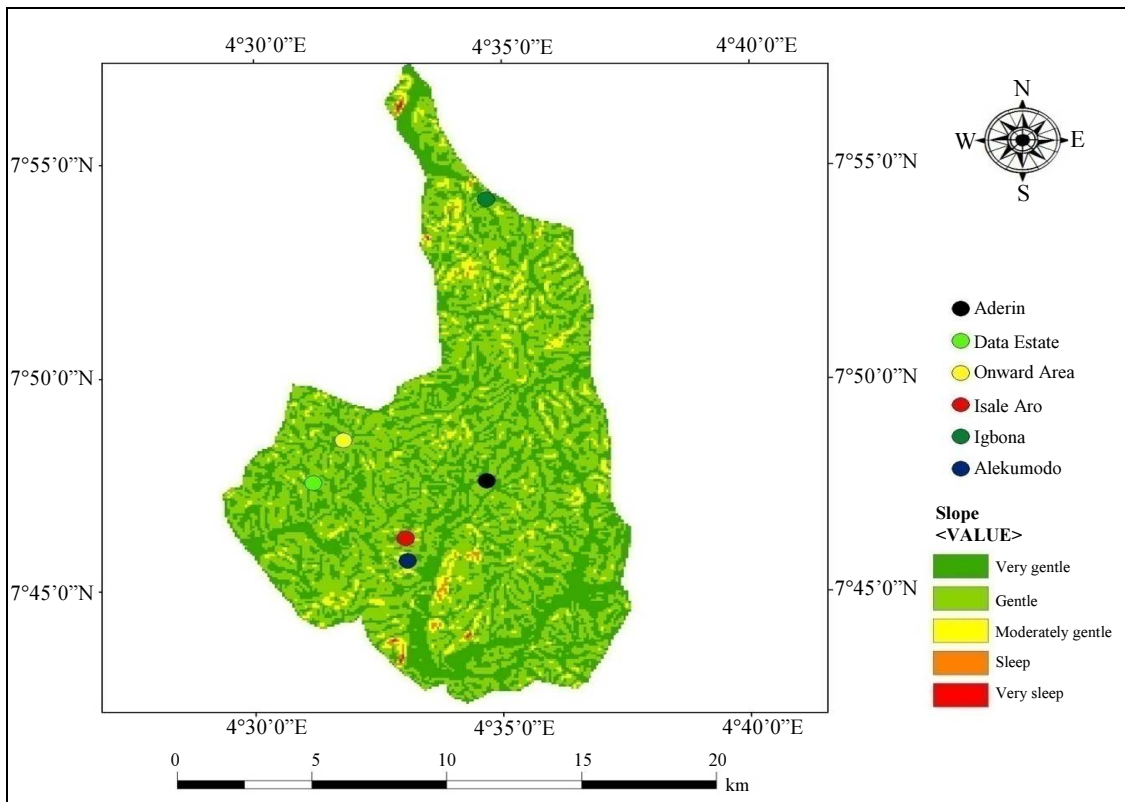 4°30’0”E 4°35’0”E 4°40’0”E
N
W E
S
7°55’0”N 7°55’0”N
Aderin
Data Estate
Onward Area
Isale Aro
Igbona
Alekumodo
7°50’0”N 7°50’0”N
Slope
<VALUE>
Very gentle
Gentle
Moderately gentle
Sleep
Very sleep
7°45’0”N 7°45’0”N
4°30’0”E 4°35’0”E 4°40’0”E
0 5 10 15 20
km